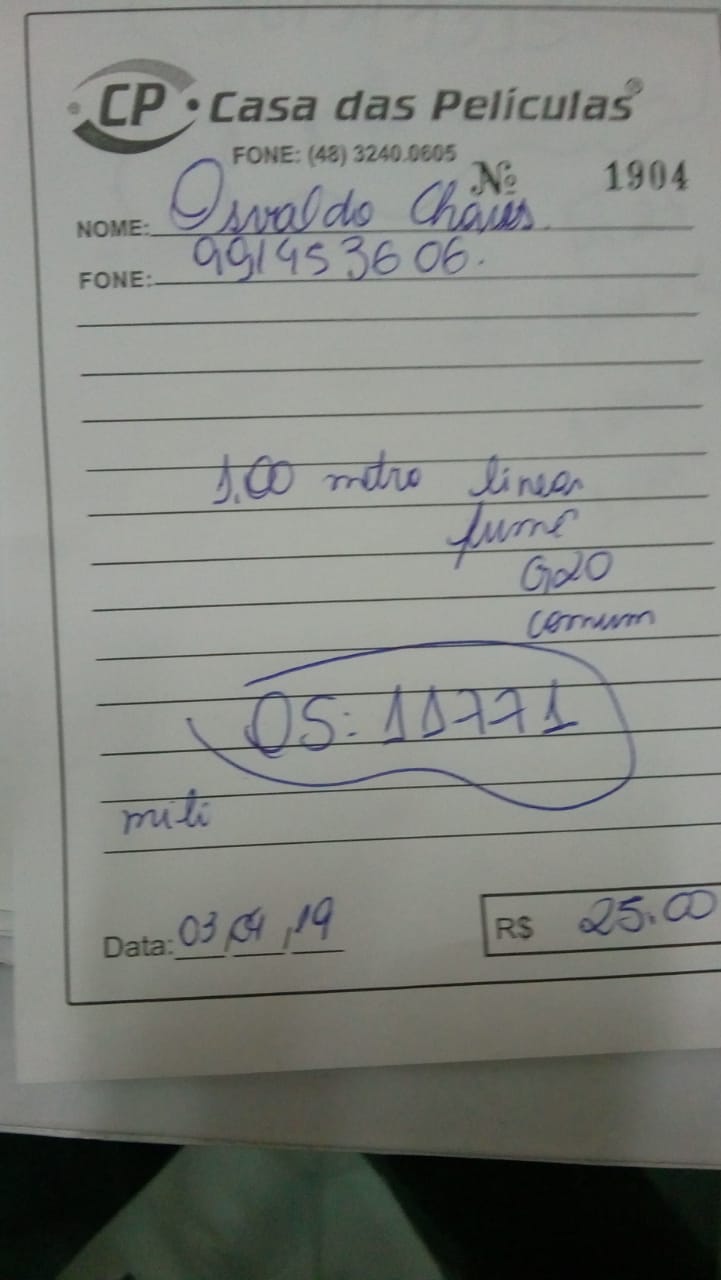 CP • Casa das Películas®
FONE: (48) 3240.0605
Nº 1904
NOME: Osvaldo Chaves.
FONE: 991453606.
1.00 metro linear
fumê
G20
comum
OS: 11771
miti
Data: 03,04,19
R$ 25.00